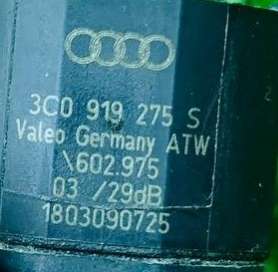 3C0 919 275 S
Valeo Germany ATW
\602.975
03 /29dB
1803090725